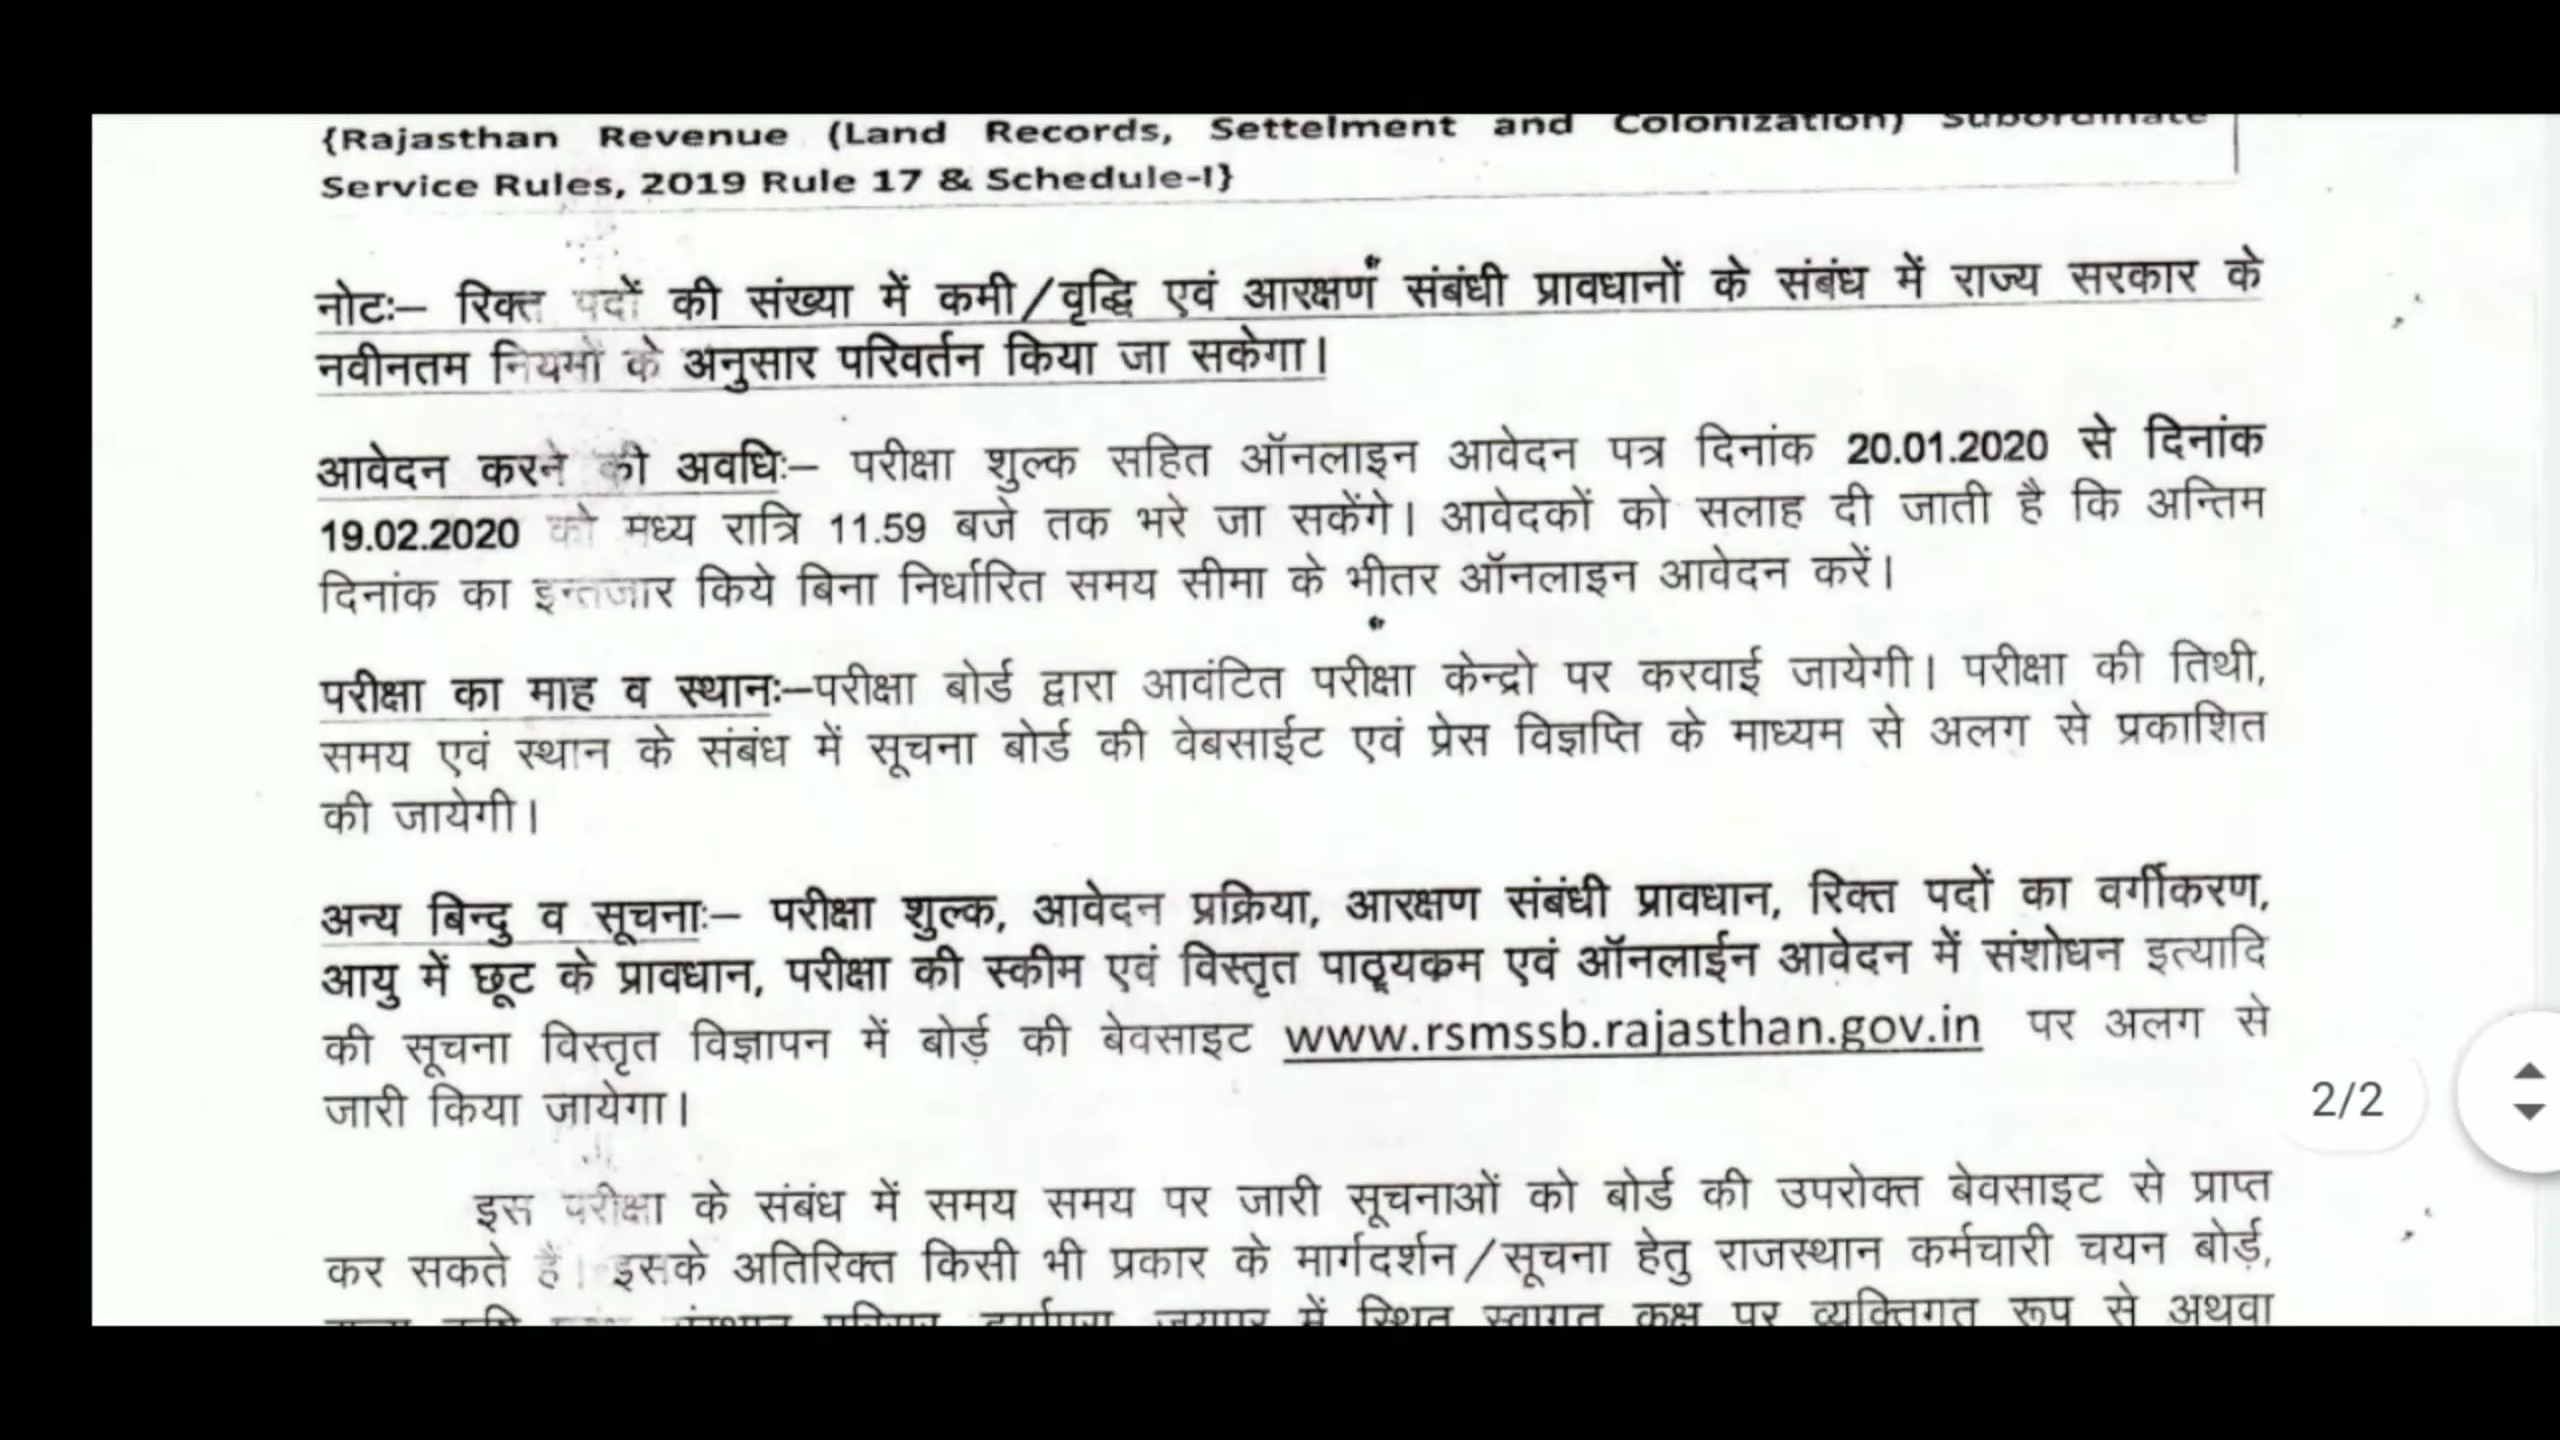 {Rajasthan Revenue (Land Records, Settelment and Colonization) Subordinate
Service Rules, 2019 Rule 17 & Schedule-I}
नोटः– रिक्त पदों की संख्या में कमी/वृद्धि एवं आरक्षण संबंधी प्रावधानों के संबंध में राज्य सरकार के
नवीनतम नियमों के अनुसार परिवर्तन किया जा सकेगा।
आवेदन करने की अवधिः– परीक्षा शुल्क सहित ऑनलाइन आवेदन पत्र दिनांक 20.01.2020 से दिनांक
19.02.2020 को मध्य रात्रि 11.59 बजे तक भरे जा सकेंगे। आवेदकों को सलाह दी जाती है कि अन्तिम
दिनांक का इन्तजार किये बिना निर्धारित समय सीमा के भीतर ऑनलाइन आवेदन करें।
परीक्षा का माह व स्थानः–परीक्षा बोर्ड द्वारा आवंटित परीक्षा केन्द्रो पर करवाई जायेगी। परीक्षा की तिथी,
समय एवं स्थान के संबंध में सूचना बोर्ड की वेबसाईट एवं प्रेस विज्ञप्ति के माध्यम से अलग से प्रकाशित
की जायेगी।
अन्य बिन्दु व सूचनाः– परीक्षा शुल्क, आवेदन प्रक्रिया, आरक्षण संबंधी प्रावधान, रिक्त पदों का वर्गीकरण,
आयु में छूट के प्रावधान, परीक्षा की स्कीम एवं विस्तृत पाठ्यकम एवं ऑनलाईन आवेदन में संशोधन इत्यादि
की सूचना विस्तृत विज्ञापन में बोर्ड़ की बेवसाइट www.rsmssb.rajasthan.gov.in पर अलग से
जारी किया जायेगा।
2/2
इस परीक्षा के संबंध में समय समय पर जारी सूचनाओं को बोर्ड की उपरोक्त बेवसाइट से प्राप्त
कर सकते है। इसके अतिरिक्त किसी भी प्रकार के मार्गदर्शन/सूचना हेतु राजस्थान कर्मचारी चयन बोर्ड़,
में स्थित स्वागत कक्ष पर व्यक्तिगत रूप से अथवा